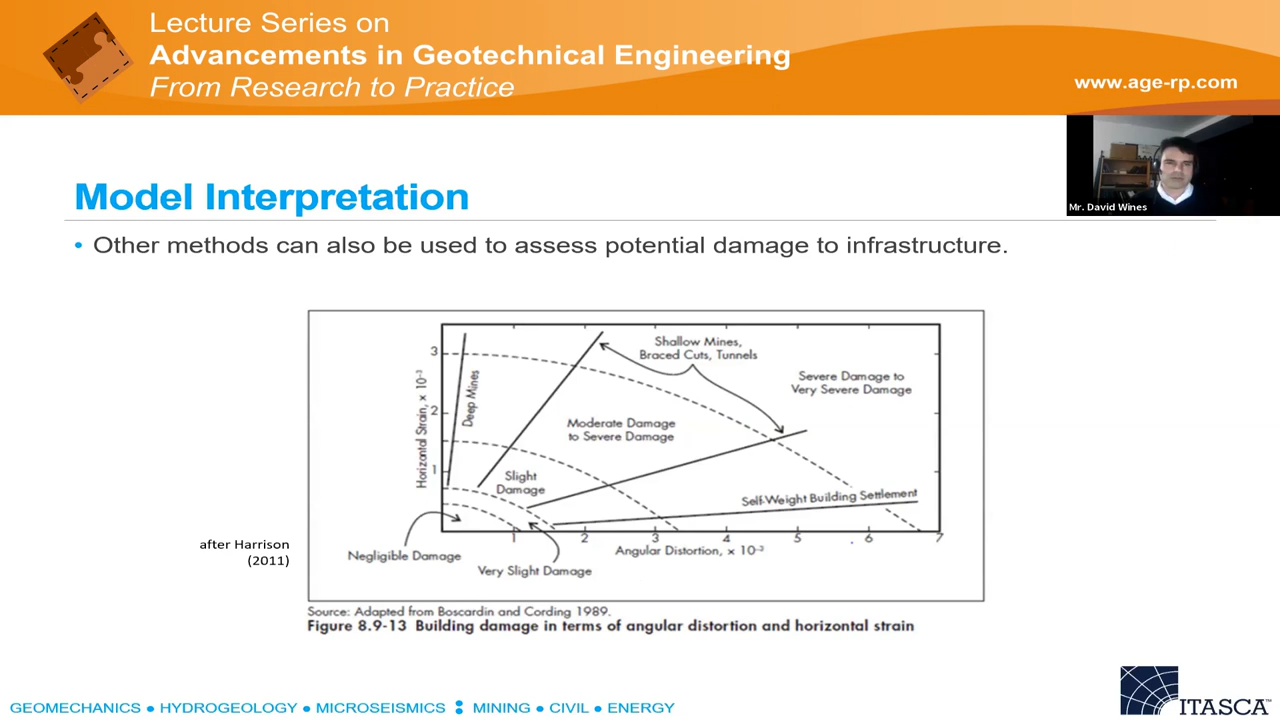 Lecture Series on
Advancements in Geotechnical Engineering
From Research to Practice
www.age-rp.com
Mr. David Wines
Model Interpretation
• Other methods can also be used to assess potential damage to infrastructure.
Shallow Mines,
Braced Cuts, Tunnels
Severe Damage to
Very Severe Damage
Deep Mines
Horizontal Strain, × 10⁻³
3
2
1
Moderate Damage
to Severe Damage
Slight
Damage
Self-Weight Building Settlement
1 2 3 4 5 6 7
Angular Distortion, × 10⁻³
Negligible Damage
Very Slight Damage
after Harrison
(2011)
Source: Adapted from Boscardin and Cording 1989.
Figure 8.9-13 Building damage in terms of angular distortion and horizontal strain
ITASCA™
GEOMECHANICS ● HYDROGEOLOGY ● MICROSEISMICS : MINING ● CIVIL ● ENERGY